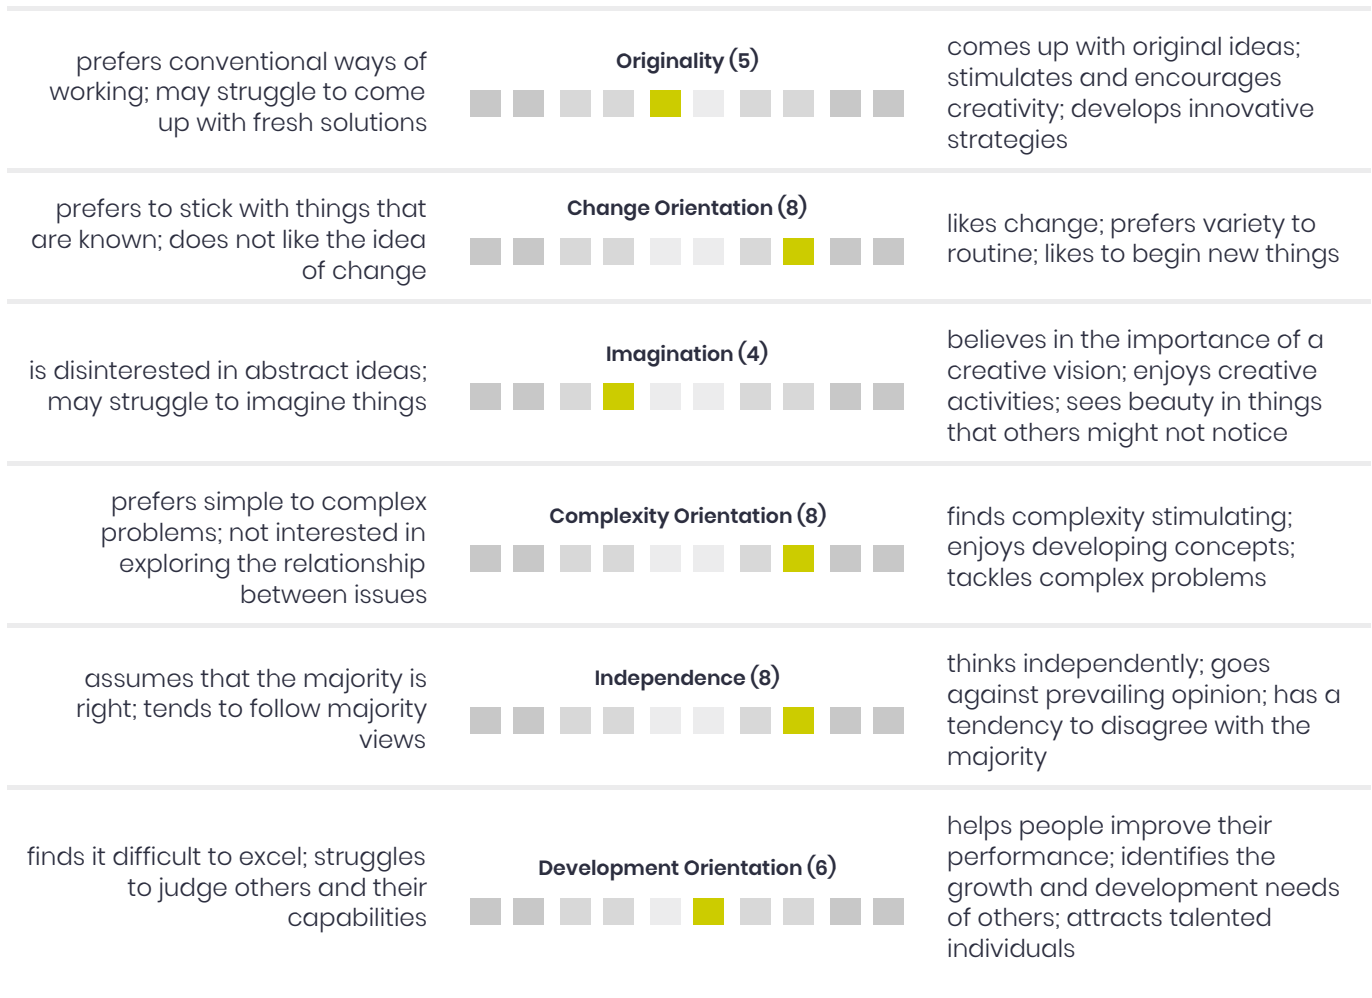 prefers conventional ways of
working; may struggle to come
up with fresh solutions
Originality (5)
comes up with original ideas;
stimulates and encourages
creativity; develops innovative
strategies
prefers to stick with things that
are known; does not like the idea
of change
Change Orientation (8)
likes change; prefers variety to
routine; likes to begin new things
is disinterested in abstract ideas;
may struggle to imagine things
Imagination (4)
believes in the importance of a
creative vision; enjoys creative
activities; sees beauty in things
that others might not notice
prefers simple to complex
problems; not interested in
exploring the relationship
between issues
Complexity Orientation (8)
finds complexity stimulating;
enjoys developing concepts;
tackles complex problems
assumes that the majority is
right; tends to follow majority
views
Independence (8)
thinks independently; goes
against prevailing opinion; has a
tendency to disagree with the
majority
finds it difficult to excel; struggles
to judge others and their
capabilities
Development Orientation (6)
helps people improve their
performance; identifies the
growth and development needs
of others; attracts talented
individuals